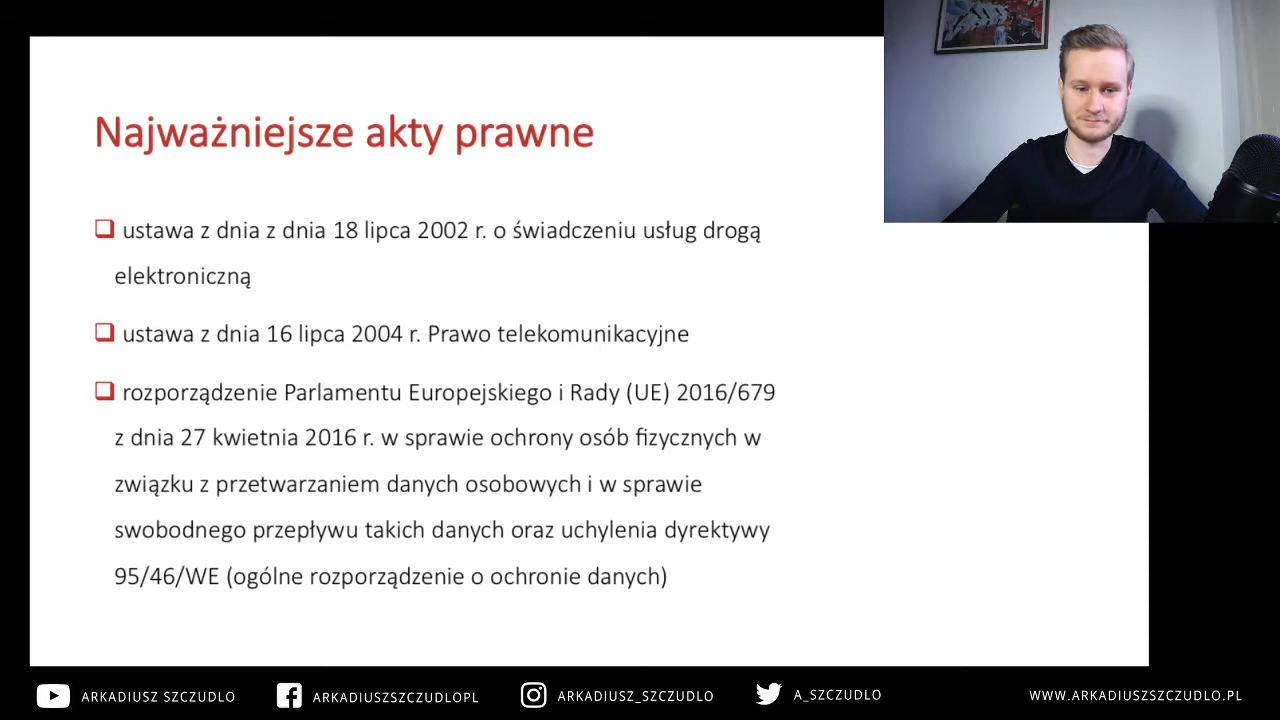 Najważniejsze akty prawne
ustawa z dnia z dnia 18 lipca 2002 r. o świadczeniu usług drogą
elektroniczną
ustawa z dnia 16 lipca 2004 r. Prawo telekomunikacyjne
rozporządzenie Parlamentu Europejskiego i Rady (UE) 2016/679
z dnia 27 kwietnia 2016 r. w sprawie ochrony osób fizycznych w
związku z przetwarzaniem danych osobowych i w sprawie
swobodnego przepływu takich danych oraz uchylenia dyrektywy
95/46/WE (ogólne rozporządzenie o ochronie danych)
ARKADIUSZ SZCZUDLO
ARKADIUSZSZCZUDLOPL
ARKADIUSZ_SZCZUDLO
A_SZCZUDLO
WWW.ARKADIUSZSZCZUDLO.PL